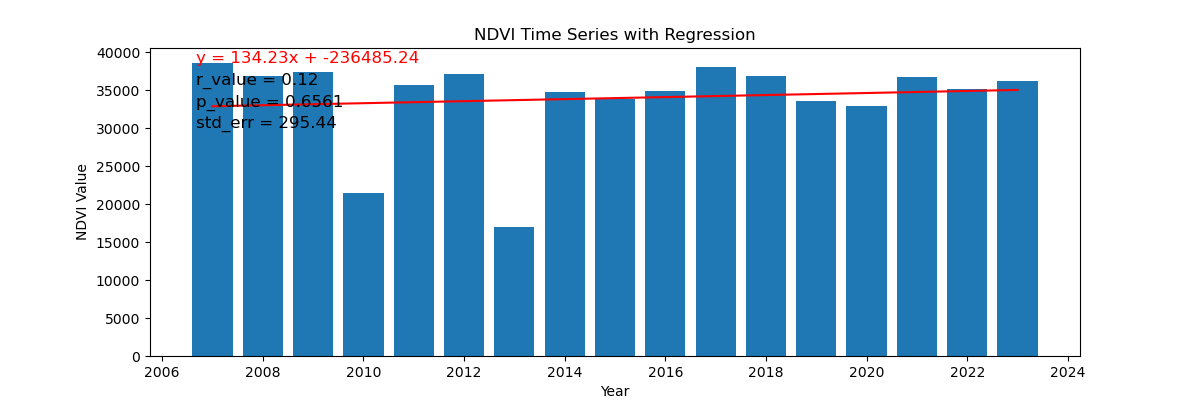 NDVI Time Series with Regression
y = 134.23x + -236485.24
r_value = 0.12
p_value = 0.6561
std_err = 295.44
NDVI Value
40000
35000
30000
25000
20000
15000
10000
5000
0
2006 2008 2010 2012 2014 2016 2018 2020 2022 2024
Year